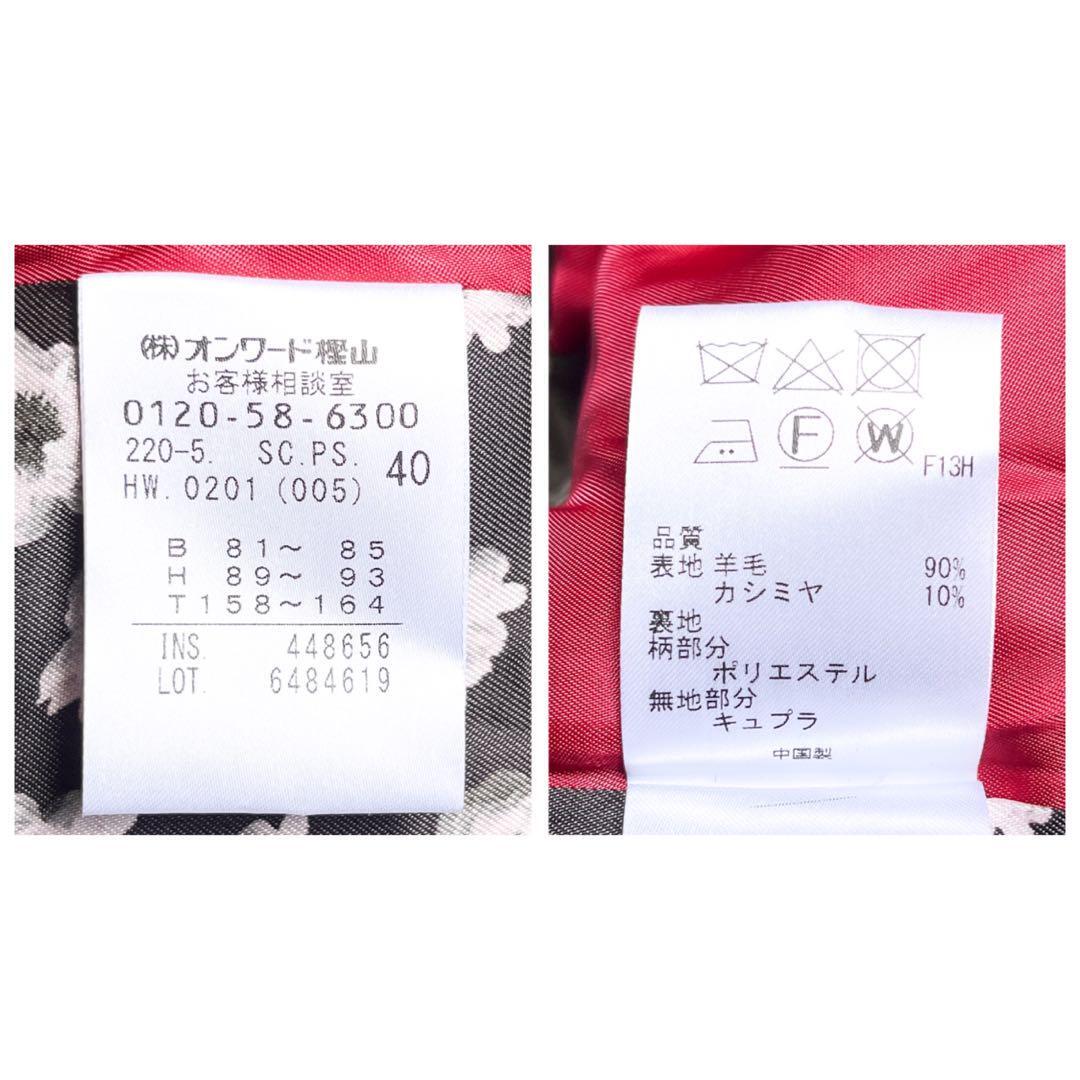 (株)オンワード樫山
お客様相談室
0120-58-6300
220-5. SC.PS. 40
HW. 0201 (005)
B 81～ 85
H 89～ 93
T158～164
INS. 448656
LOT. 6484619
F
W
F13H
品質
表地 羊毛 90%
カシミヤ 10%
裏地
柄部分
ポリエステル
無地部分
キュプラ
中国製